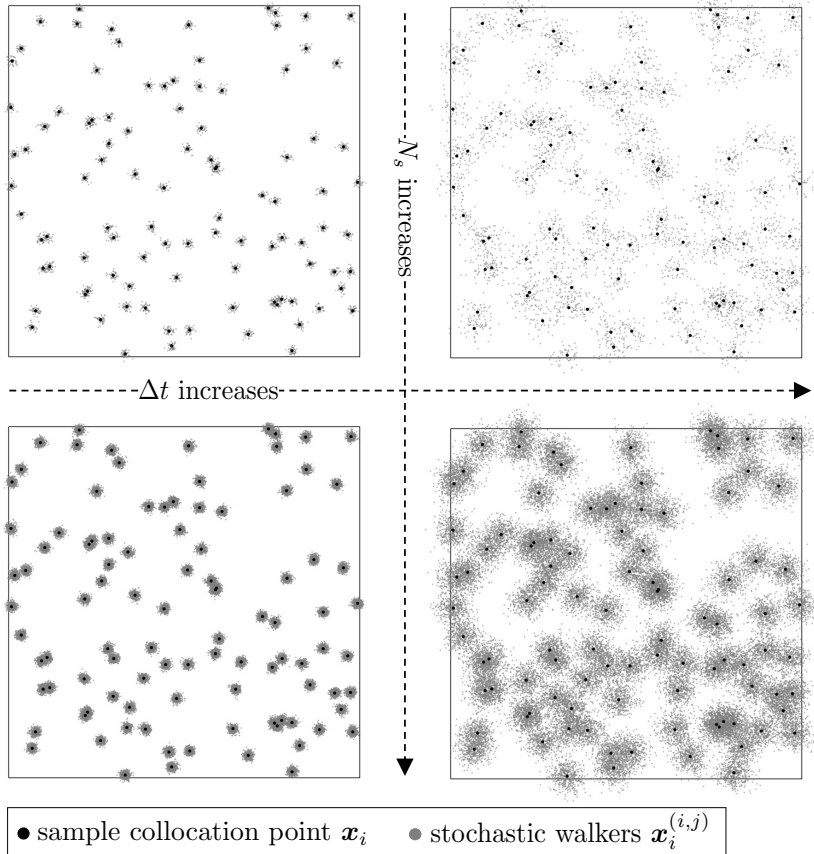 N_s increases
Δt increases
● sample collocation point x_i ● stochastic walkers x_i^{(i,j)}